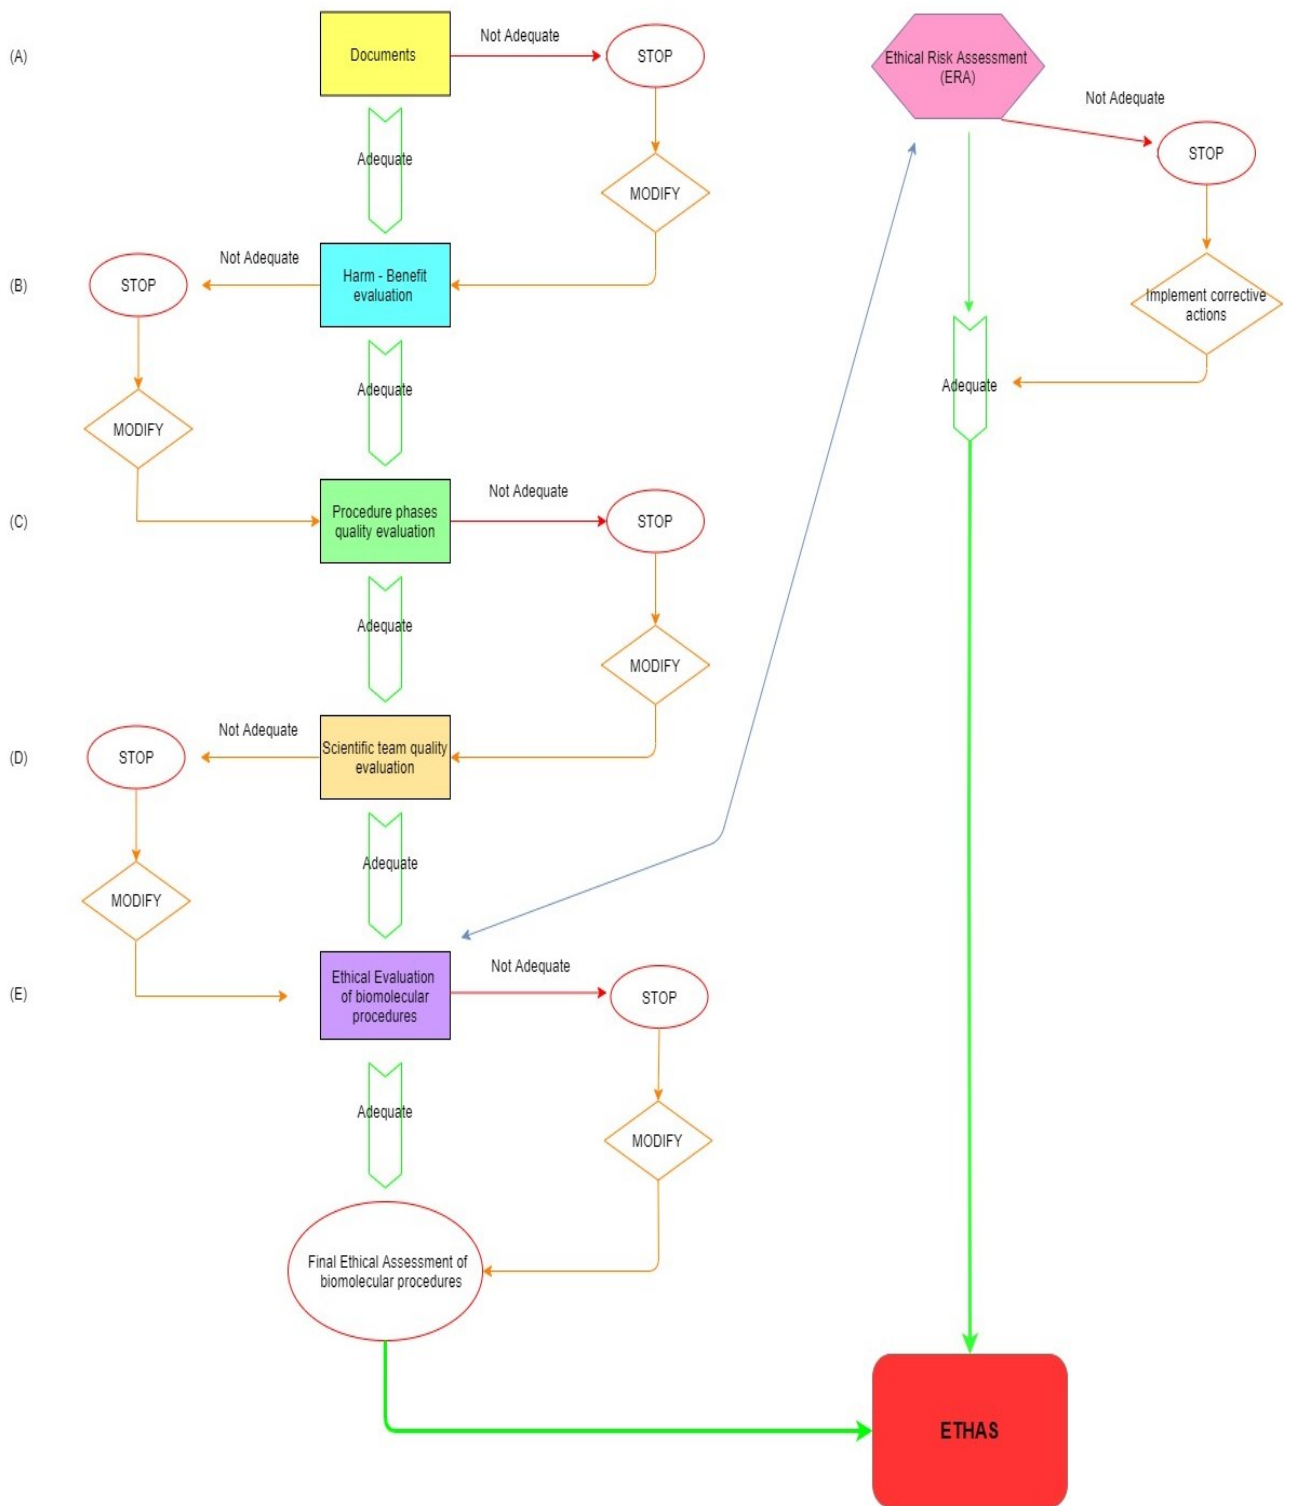 (A)
Documents
Not Adequate
STOP
Ethical Risk Assessment
(ERA)
Not Adequate
STOP
Adequate
MODIFY
(B)
STOP
Not Adequate
Harm - Benefit
evaluation
Implement corrective
actions
Adequate
Adequate
MODIFY
(C)
Procedure phases
quality evaluation
Not Adequate
STOP
Adequate
MODIFY
(D)
STOP
Not Adequate
Scientific team quality
evaluation
Adequate
MODIFY
(E)
Ethical Evaluation
of biomolecular
procedures
Not Adequate
STOP
Adequate
MODIFY
Final Ethical Assessment of
biomolecular procedures
ETHAS